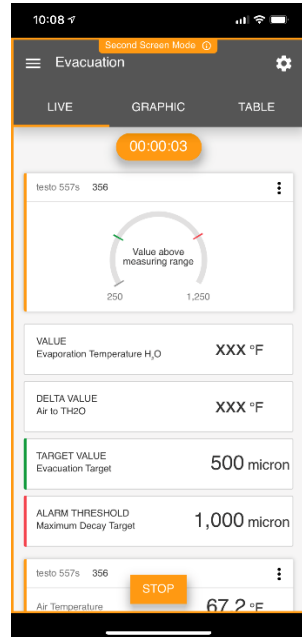 10:08
Second Screen Mode
Evacuation
LIVE GRAPHIC TABLE
00:00:03
testo 557s 356
Value above
measuring range
250 1,250
VALUE
Evaporation Temperature H₂O XXX °F
DELTA VALUE
Air to TH2O XXX °F
TARGET VALUE
Evacuation Target 500 micron
ALARM THRESHOLD
Maximum Decay Target 1,000 micron
testo 557s 356
STOP
Air Temperature 67.2 °F